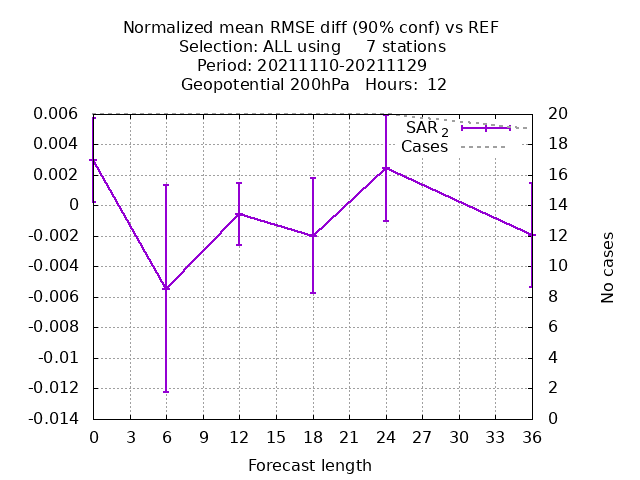 Normalized mean RMSE diff (90% conf) vs REF
Selection: ALL using     7 stations
Period: 20211110-20211129
Geopotential 200hPa   Hours:  12
0.006
0.004
0.002
0
-0.002
-0.004
-0.006
-0.008
-0.01
-0.012
-0.014
SAR 2
Cases
20
18
16
14
12
10
8
6
4
2
0
No cases
0 3 6 9 12 15 18 21 24 27 30 33 36
Forecast length